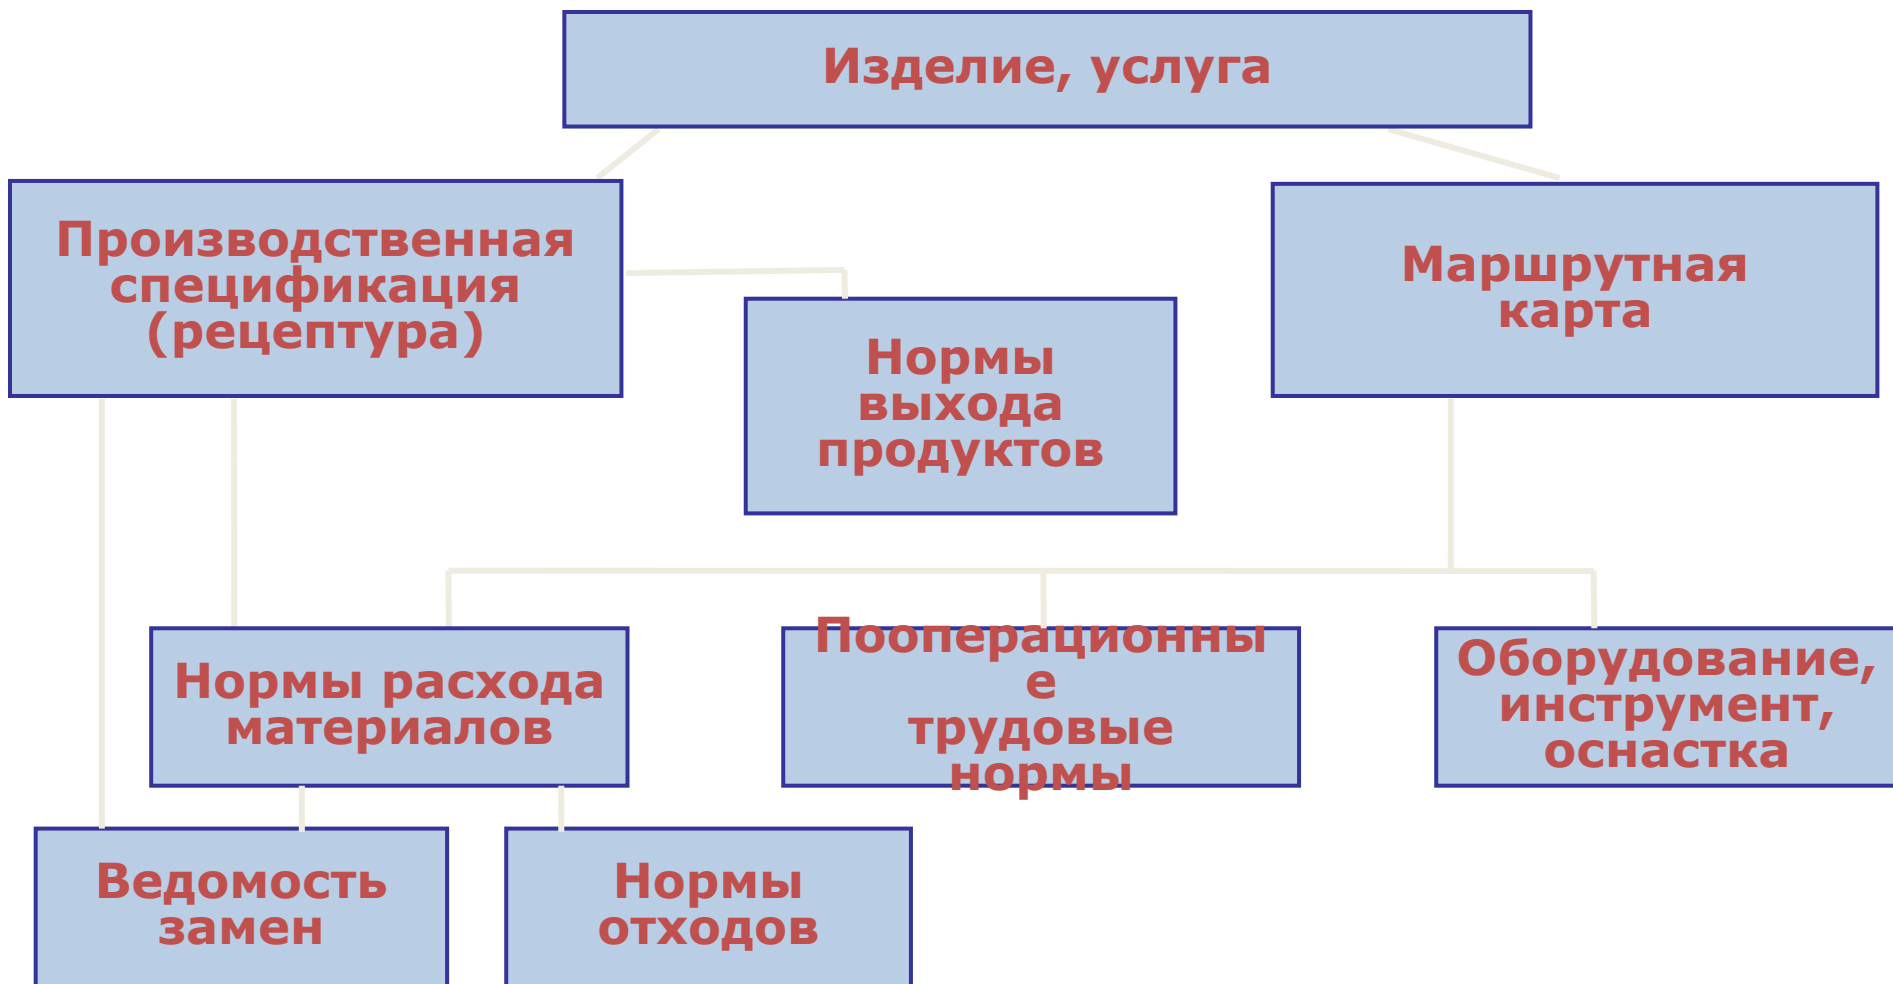 Изделие, услуга
Производственная
спецификация
(рецептура)
Маршрутная
карта
Нормы
выхода
продуктов
Нормы расхода
материалов
Пооперационны
е
трудовые
нормы
Оборудование,
инструмент,
оснастка
Ведомость
замен
Нормы
отходов